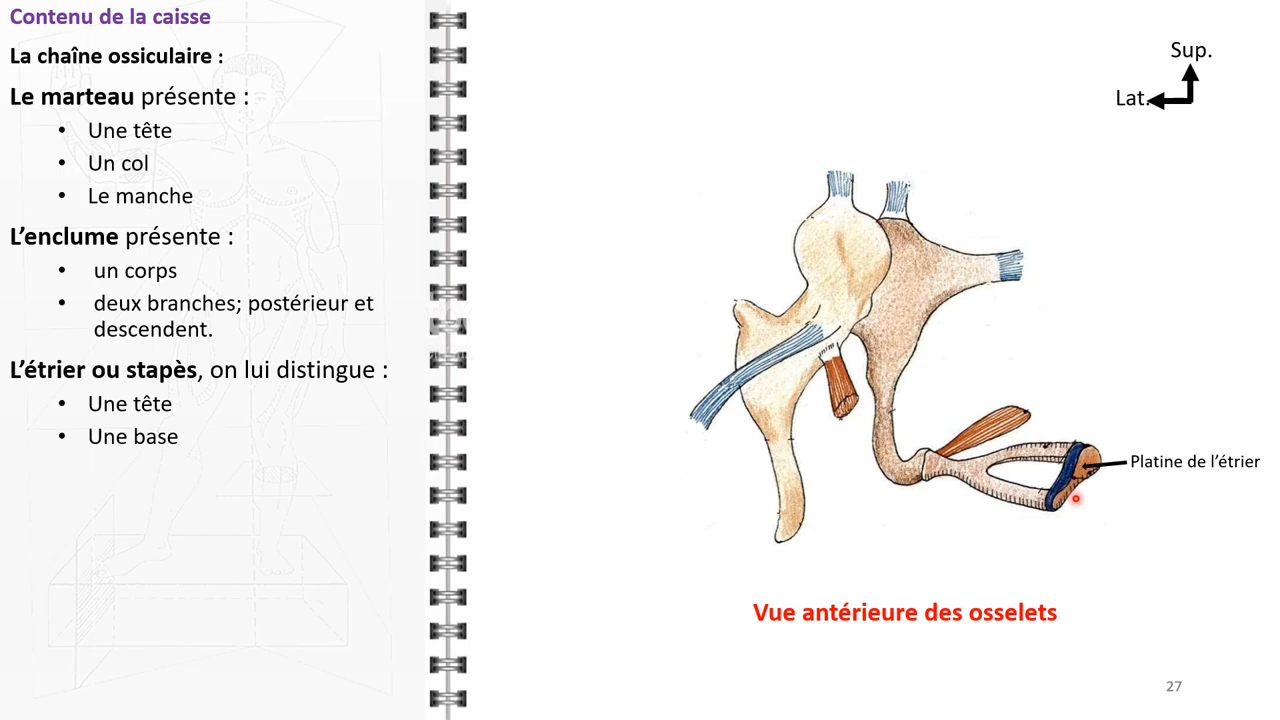 Contenu de la caisse
La chaîne ossiculaire :
Le marteau présente :
• Une tête
• Un col
• Le manche
L’enclume présente :
• un corps
• deux branches; postérieur et
descendent.
L’étrier ou stapès, on lui distingue :
• Une tête
• Une base
Sup.
Lat.
Platine de l’étrier
Vue antérieure des osselets
27